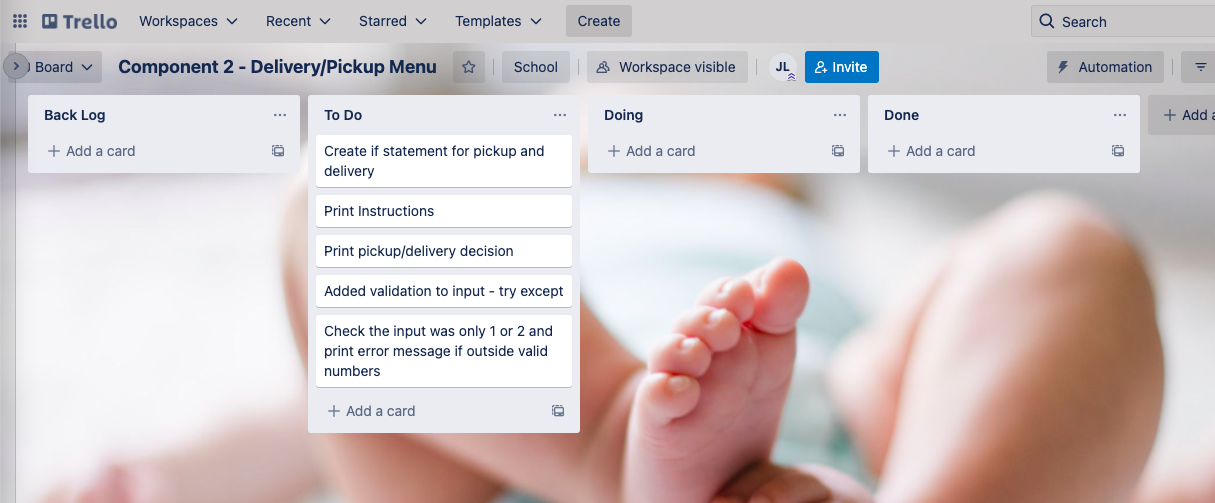 Trello Workspaces Recent Starred Templates Create Search
Board Component 2 - Delivery/Pickup Menu School Workspace visible JL Invite Automation
Back Log
Add a card
To Do
Create if statement for pickup and
delivery
Print Instructions
Print pickup/delivery decision
Added validation to input - try except
Check the input was only 1 or 2 and
print error message if outside valid
numbers
Add a card
Doing
Add a card
Done
Add a card
Add